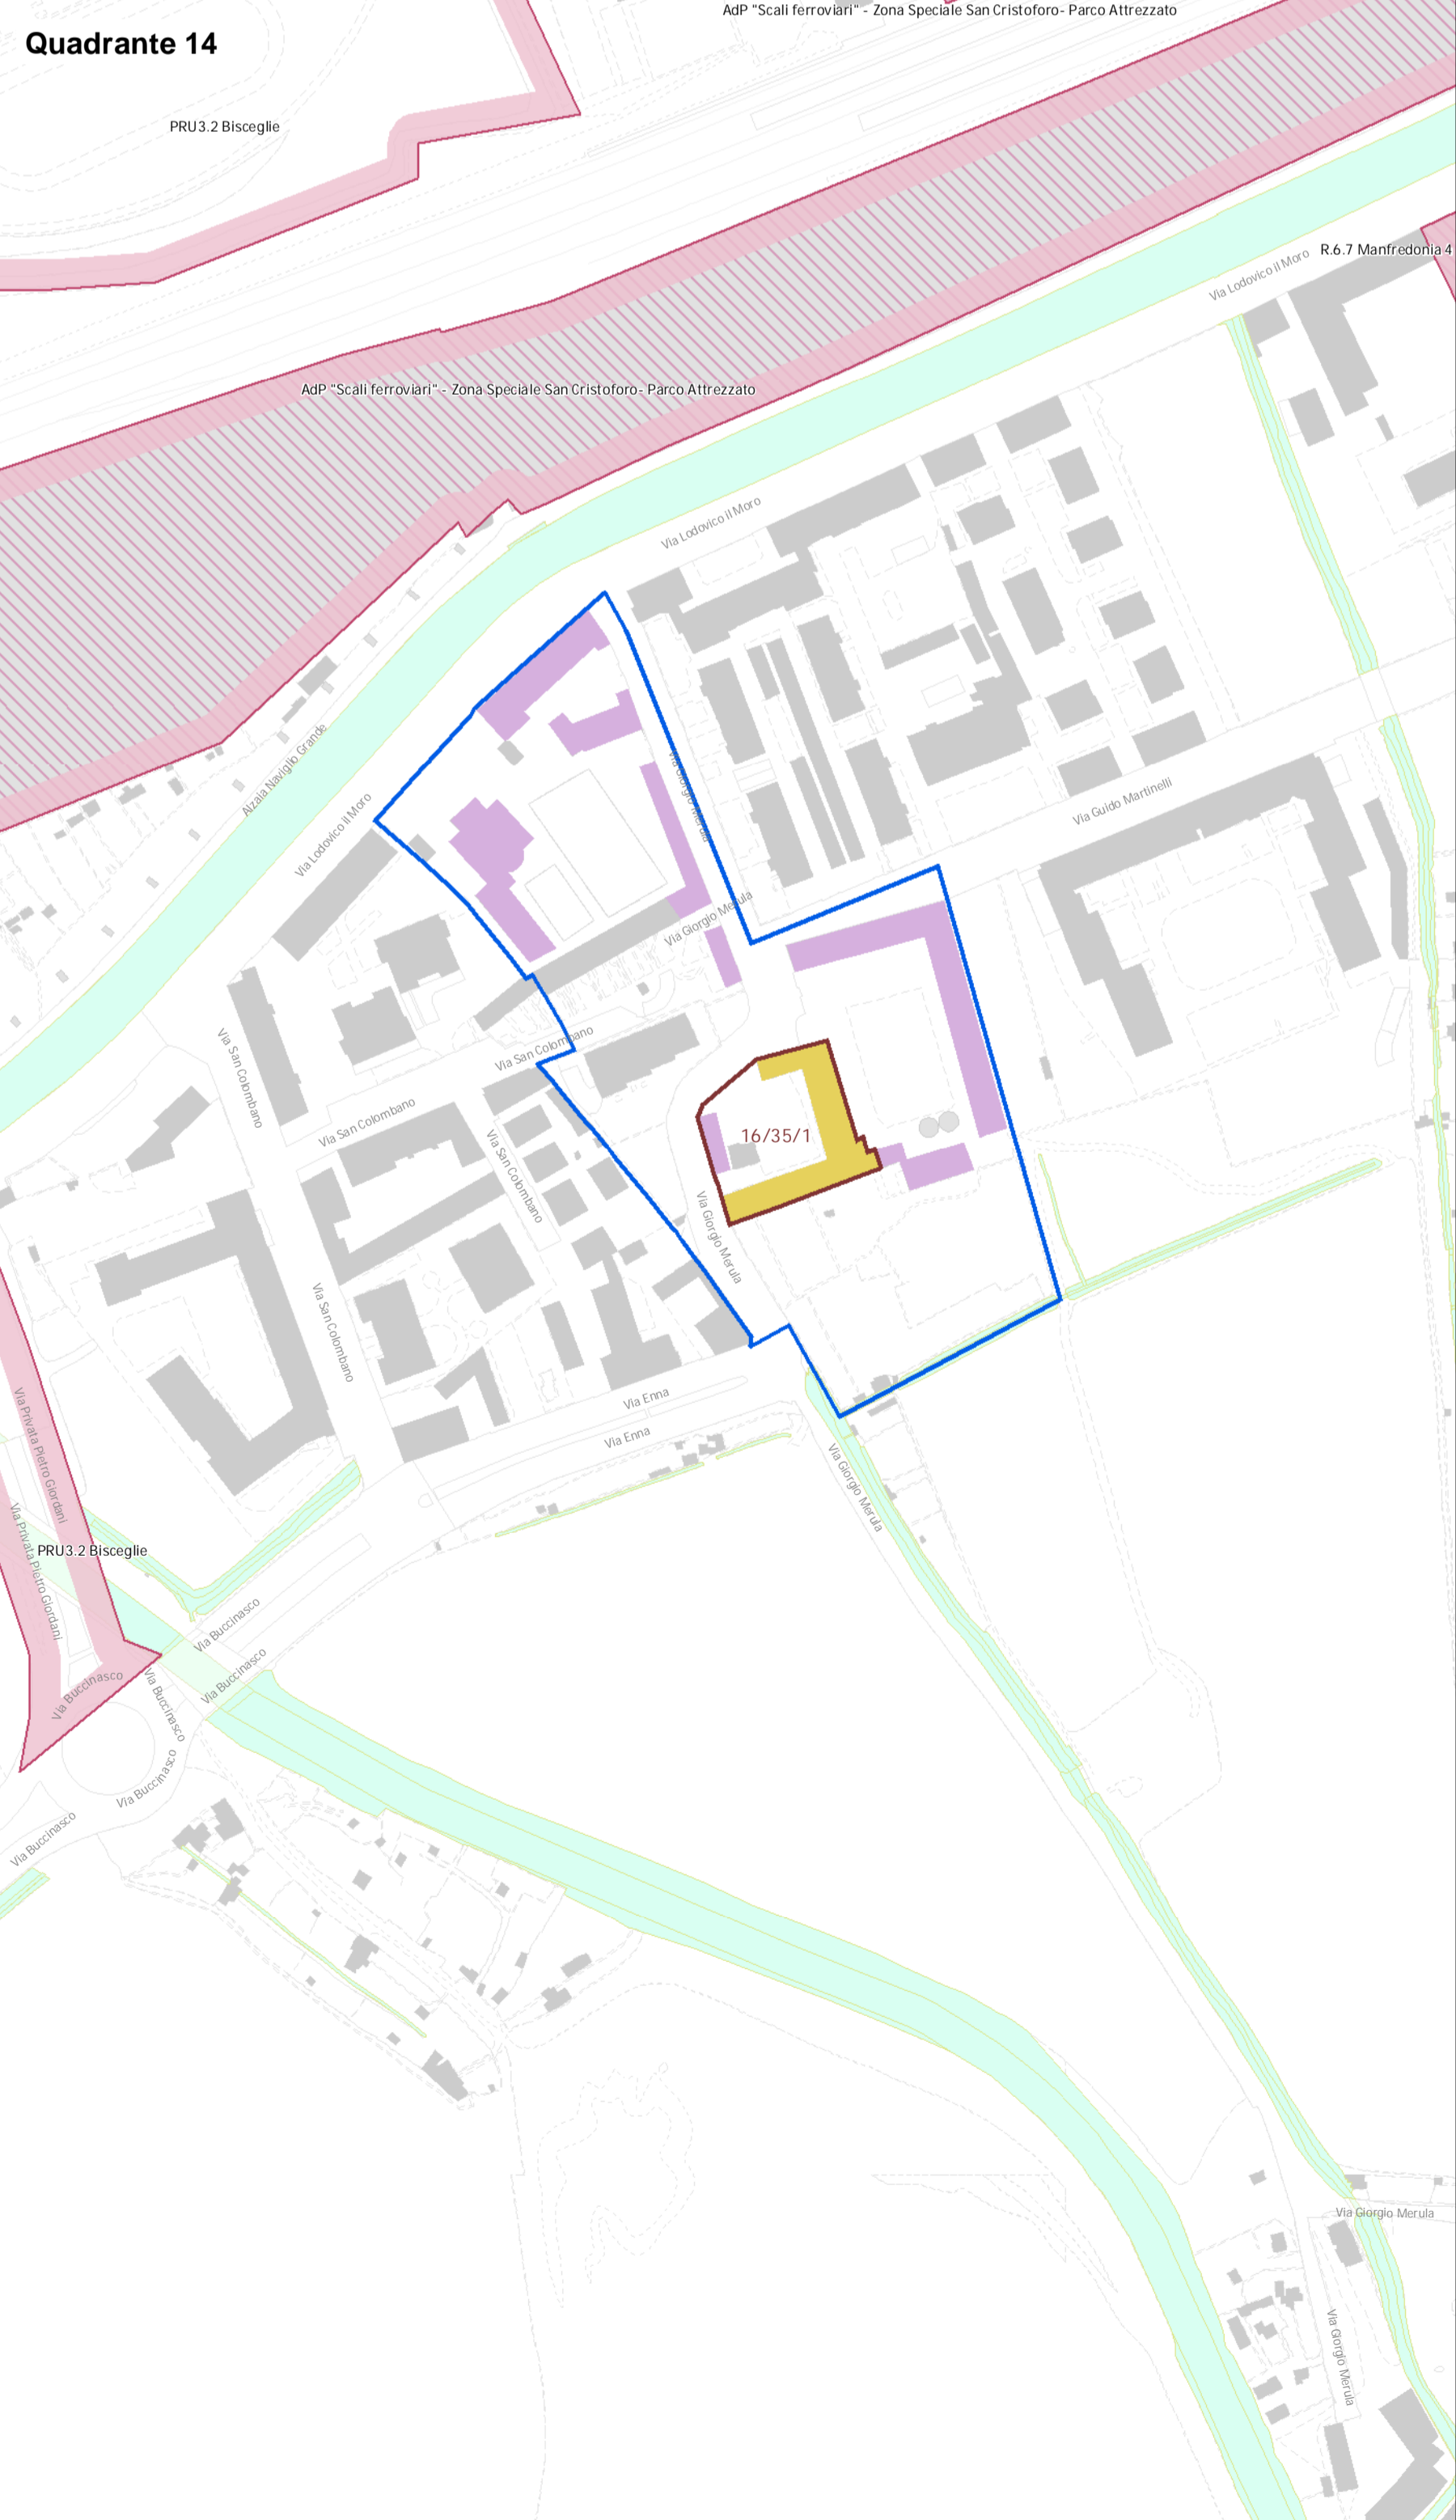 AdP "Scali ferroviari" - Zona Speciale San Cristoforo- Parco Attrezzato
Quadrante 14
PRU3.2 Bisceglie
R.6.7 Manfredonia 4
Via Lodovico il Moro
AdP "Scali ferroviari" - Zona Speciale San Cristoforo- Parco Attrezzato
Via Lodovico il Moro
Alzaia Naviglio Grande
Via Lodovico il Moro
Via Giorgio Merula
Via Guido Martinelli
Via Giorgio Merula
Via San Colombano
Via San Colombano
Via San Colombano
Via San Colombano
16/35/1
Via Giorgio Merula
Via San Colombano
Via Enna
Via Enna
Via Privata Pietro Giordani
Via Giorgio Merula
Via Privata Pietro Giordani
PRU3.2 Bisceglie
Via Buccinasco
Via Buccinasco
Via Buccinasco
Via Buccinasco
Via Buccinasco
Via Buccinasco
Via Giorgio Merula
Via Giorgio Merula